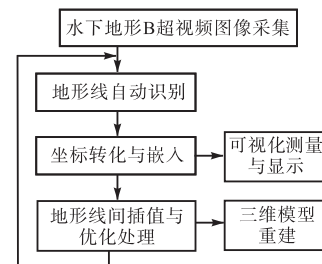 水下地形B超视频图像采集
地形线自动识别
坐标转化与嵌入
可视化测量
与显示
地形线间插值与
优化处理
三维模型
重建